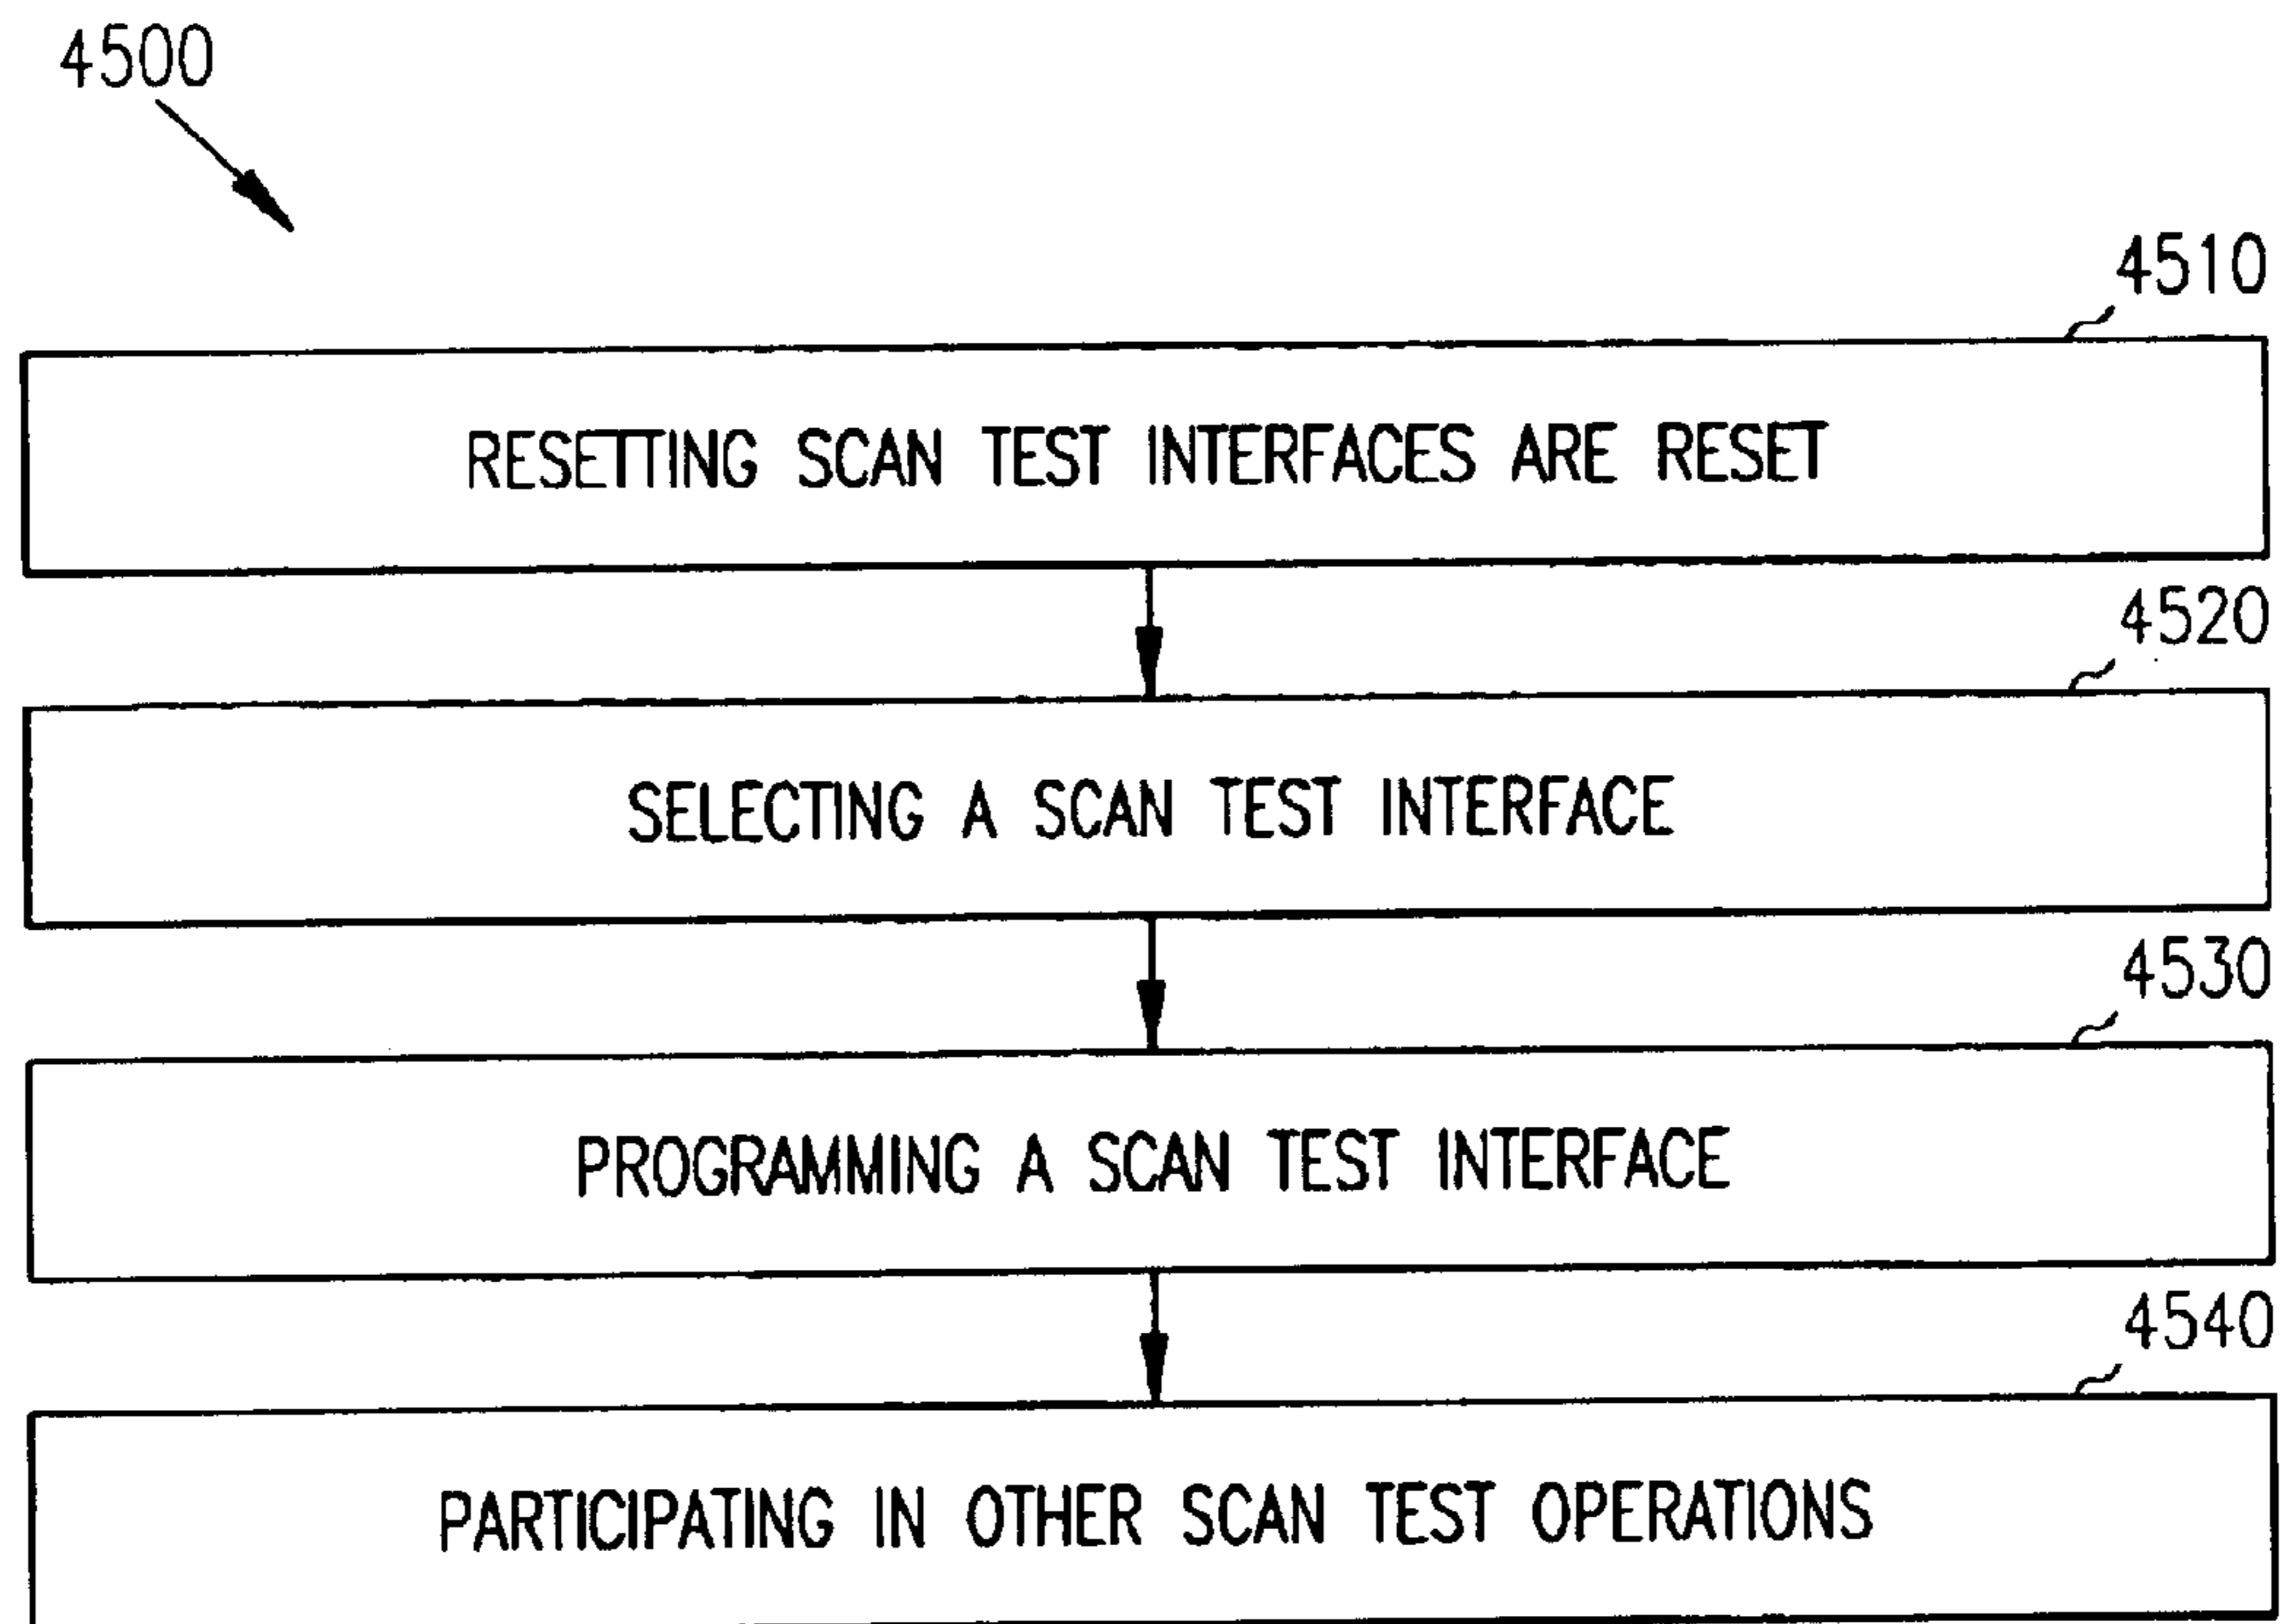 4500
4510
RESETTING SCAN TEST INTERFACES ARE RESET
4520
SELECTING A SCAN TEST INTERFACE
4530
PROGRAMMING A SCAN TEST INTERFACE
4540
PARTICIPATING IN OTHER SCAN TEST OPERATIONS